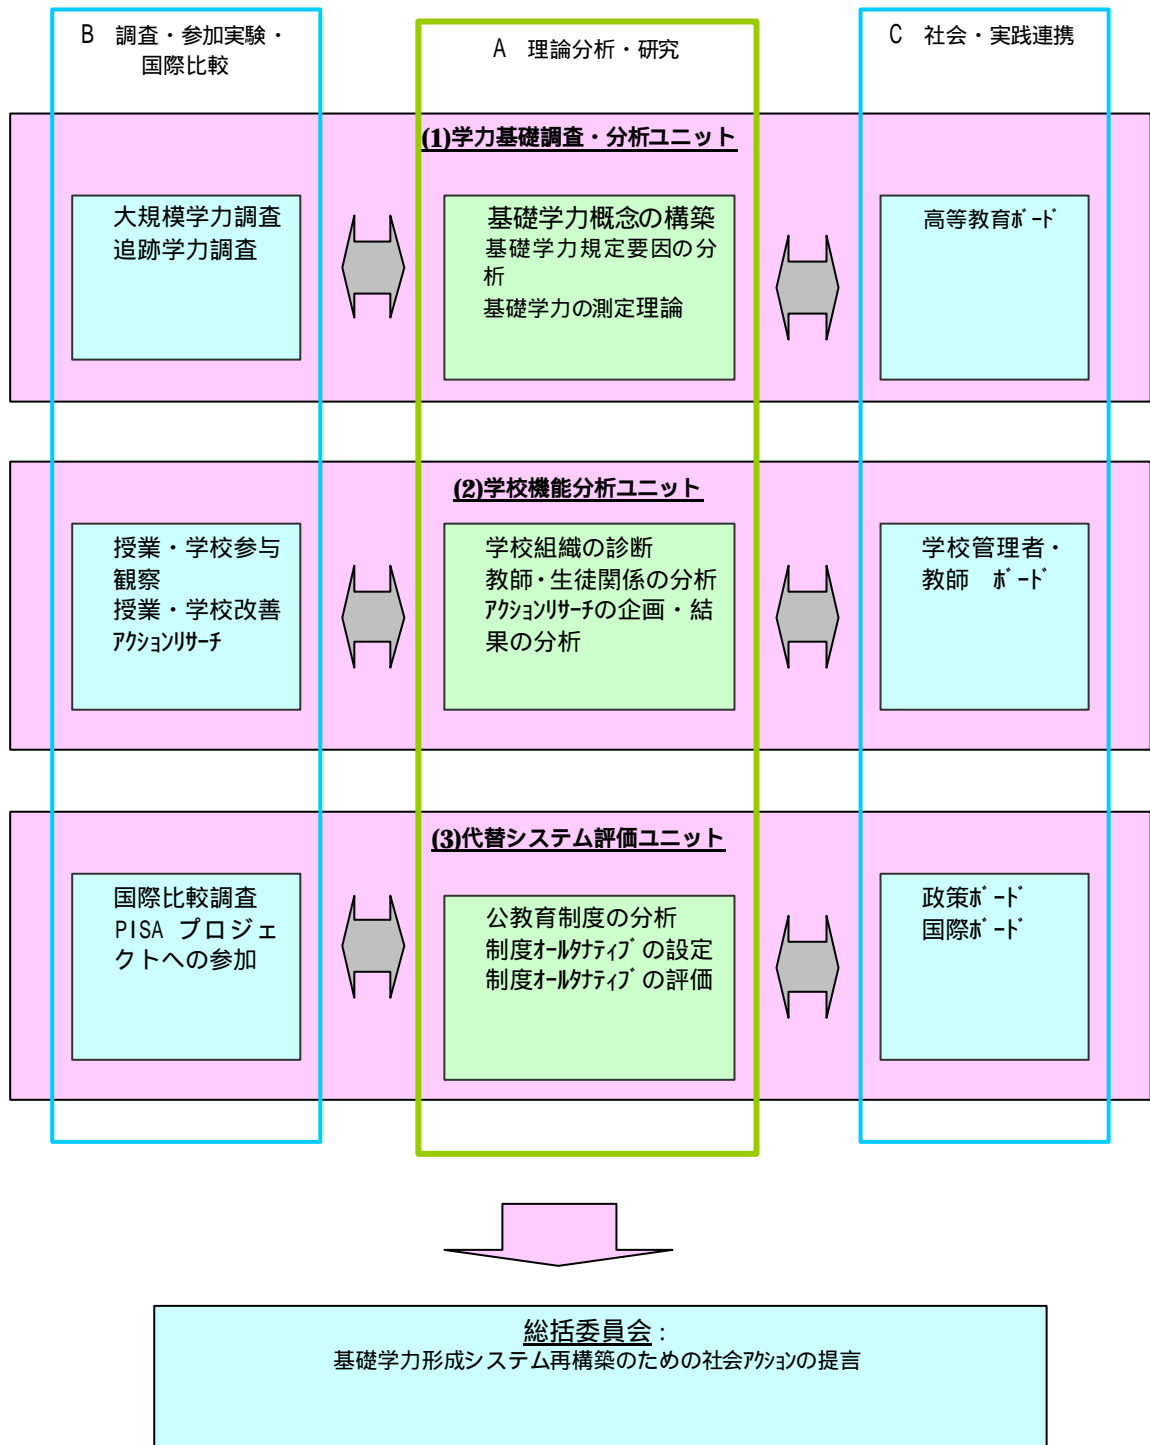 B 調査・参加実験・
国際比較
A 理論分析・研究
C 社会・実践連携
(1)学力基礎調査・分析ユニット
大規模学力調査
追跡学力調査
基礎学力概念の構築
基礎学力規定要因の分
析
基礎学力の測定理論
高等教育ﾎﾞｰﾄﾞ
(2)学校機能分析ユニット
授業・学校参与
観察
授業・学校改善
ｱｸｼｮﾝﾘｻｰﾁ
学校組織の診断
教師・生徒関係の分析
ｱｸｼｮﾝﾘｻｰﾁの企画・結
果の分析
学校管理者・
教師 ﾎﾞｰﾄﾞ
(3)代替システム評価ユニット
国際比較調査
PISA プロジェ
クトへの参加
公教育制度の分析
制度ｵｰﾙﾀﾅﾃｨﾌﾞの設定
制度ｵｰﾙﾀﾅﾃｨﾌﾞの評価
政策ﾎﾞｰﾄﾞ
国際ﾎﾞｰﾄﾞ
総括委員会：
基礎学力形成システム再構築のための社会ｱｸｼｮﾝの提言